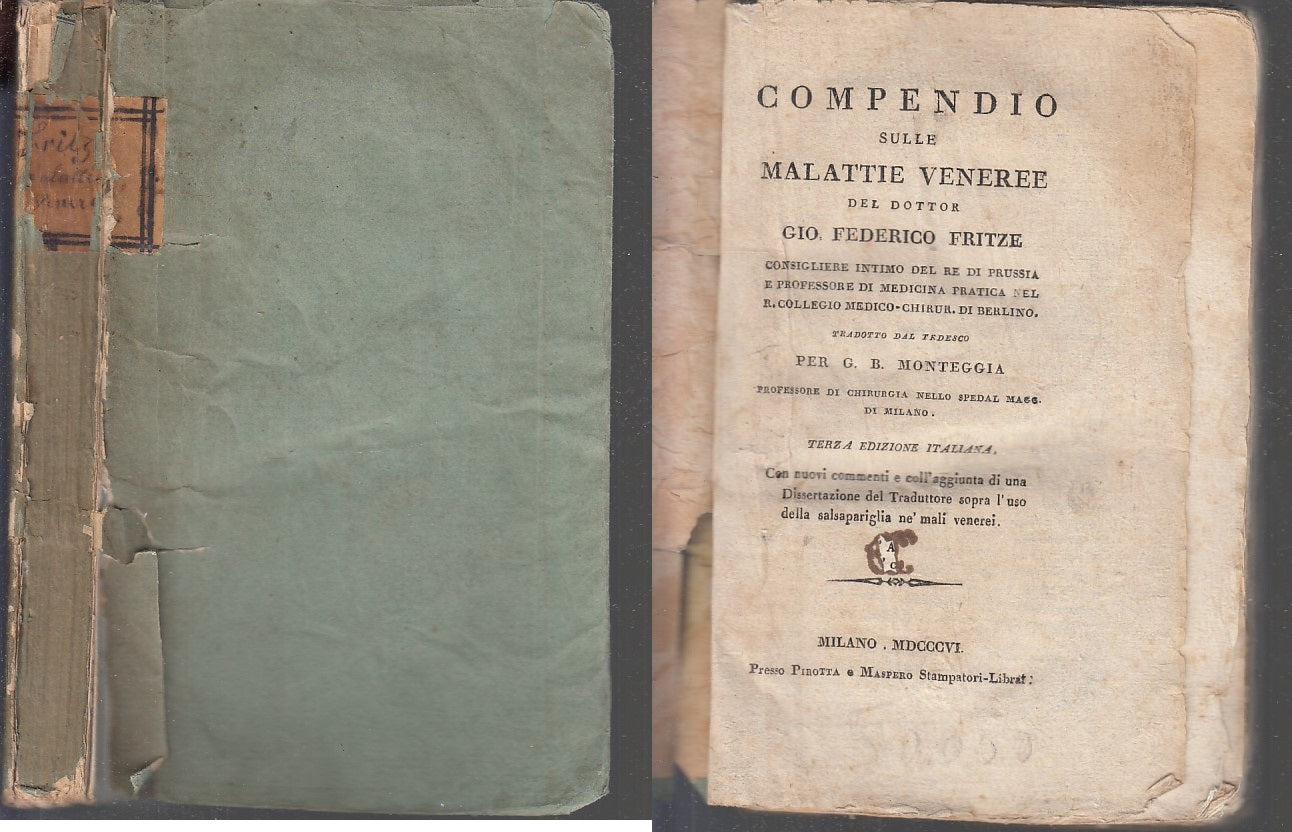 Fritz
COMPENDIO
SULLE
MALATTIE VENEREE
DEL DOTTOR
GIO. FEDERICO FRITZE
CONSIGLIERE INTIMO DEL RE DI PRUSSIA
E PROFESSORE DI MEDICINA PRATICA NEL
R. COLLEGIO MEDICO-CHIRUR. DI BERLINO.
TRADOTTO DAL TEDESCO
PER G. B. MONTEGGIA
PROFESSORE DI CHIRURGIA NELLO SPEDAL MAGG.
DI MILANO.
TERZA EDIZIONE ITALIANA,
Con nuovi commenti e coll'aggiunta di una
Dissertazione del Traduttore sopra l'uso
della salsapariglia ne' mali venerei.
MILANO . MDCCCVI.
Presso PIROTTA e MASPERO Stampatori-Libraj.